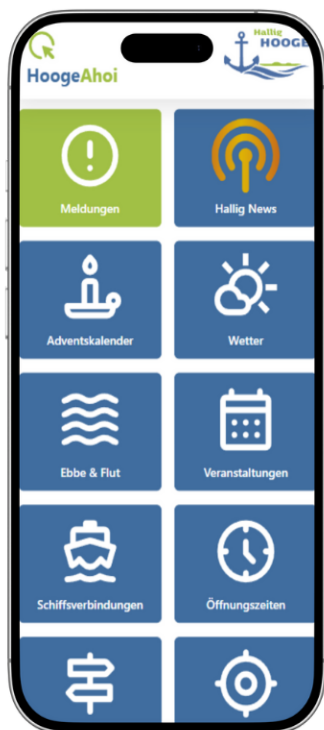 Hallig
HOOGE
HoogeAhoi
Meldungen
Hallig News
Adventskalender
Wetter
Ebbe & Flut
Veranstaltungen
Schiffsverbindungen
Öffnungszeiten